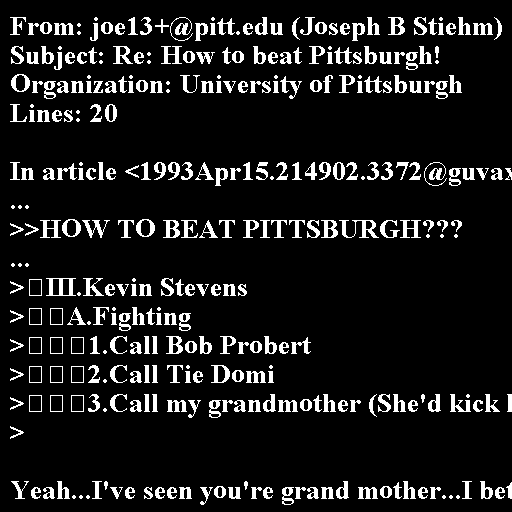 From: joe13+@pitt.edu (Joseph B Stiehm)
Subject: Re: How to beat Pittsburgh!
Organization: University of Pittsburgh
Lines: 20

In article <1993Apr15.214902.3372@guvax
...
>>HOW TO BEAT PITTSBURGH???
...
>□III.Kevin Stevens
>□□A.Fighting
>□□□1.Call Bob Probert
>□□□2.Call Tie Domi
>□□□3.Call my grandmother (She'd kick
>

Yeah...I've seen you're grand mother...I bet